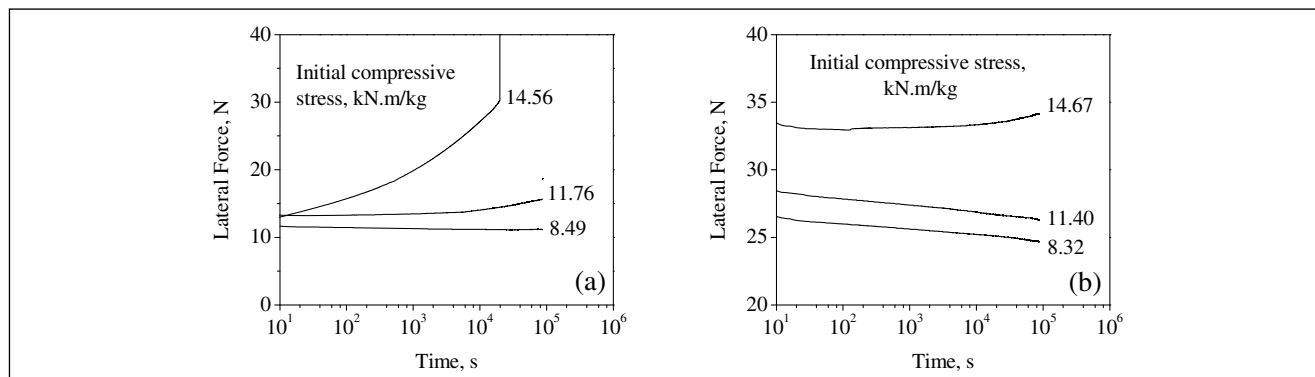 40
30
20
10
0
Lateral Force, N
Initial compressive
stress, kN.m/kg
14.56
11.76
8.49
(a)
10^1
10^2
10^3
10^4
10^5
10^6
Time, s
40
35
30
25
20
Lateral Force, N
Initial compressive stress,
kN.m/kg
14.67
11.40
8.32
(b)
10^1
10^2
10^3
10^4
10^5
10^6
Time, s